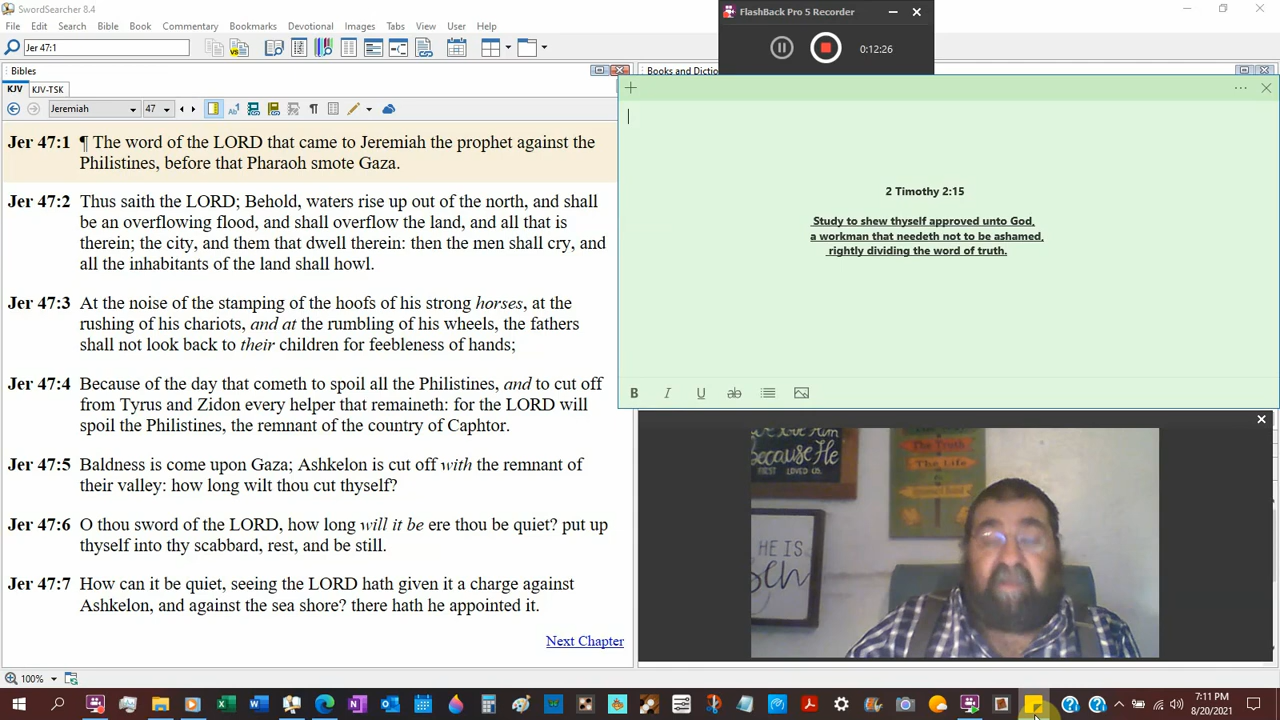 SwordSearcher 8.4
File Edit Search Bible Book Commentary Bookmarks Devotional Images Tabs View User Help
Jer 47:1
VS
FlashBack Pro 5 Recorder
0:12:26
Bibles
Books and Dictio
KJV KJV-TSK
Jeremiah 47
Jer 47:1 ¶ The word of the LORD that came to Jeremiah the prophet against the
Philistines, before that Pharaoh smote Gaza.
Jer 47:2 Thus saith the LORD; Behold, waters rise up out of the north, and shall
be an overflowing flood, and shall overflow the land, and all that is
therein; the city, and them that dwell therein: then the men shall cry, and
all the inhabitants of the land shall howl.
Jer 47:3 At the noise of the stamping of the hoofs of his strong horses, at the
rushing of his chariots, and at the rumbling of his wheels, the fathers
shall not look back to their children for feebleness of hands;
Jer 47:4 Because of the day that cometh to spoil all the Philistines, and to cut off
from Tyrus and Zidon every helper that remaineth: for the LORD will
spoil the Philistines, the remnant of the country of Caphtor.
Jer 47:5 Baldness is come upon Gaza; Ashkelon is cut off with the remnant of
their valley: how long wilt thou cut thyself?
Jer 47:6 O thou sword of the LORD, how long will it be ere thou be quiet? put up
thyself into thy scabbard, rest, and be still.
Jer 47:7 How can it be quiet, seeing the LORD hath given it a charge against
Ashkelon, and against the sea shore? there hath he appointed it.
Next Chapter
100%
2 Timothy 2:15
Study to shew thyself approved unto God,
a workman that needeth not to be ashamed,
rightly dividing the word of truth.
B I U ab
We love Him
Because He
FIRST LOVED US
The Truth
The Life
HE IS
7:11 PM
8/20/2021